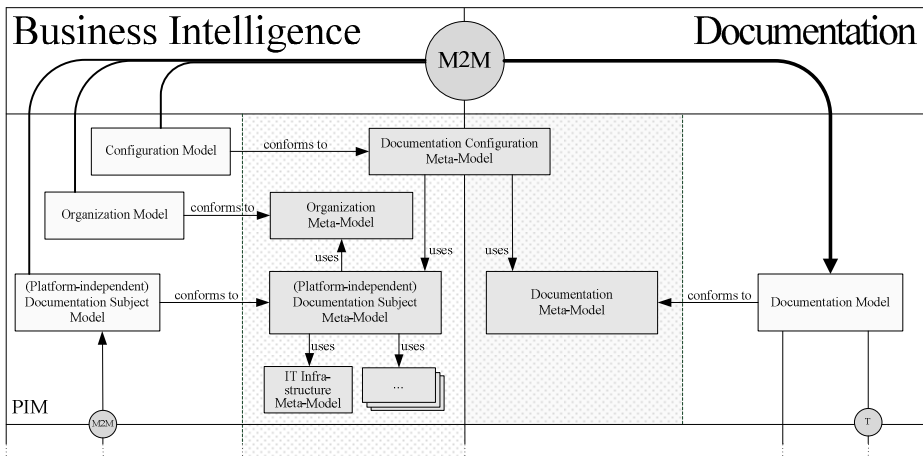 Business Intelligence
Documentation
M2M
Configuration Model
conforms to
Documentation Configuration
Meta-Model
Organization Model
conforms to
Organization
Meta-Model
uses
uses
uses
(Platform-independent)
Documentation Subject
Model
conforms to
(Platform-independent)
Documentation Subject
Meta-Model
Documentation
Meta-Model
conforms to
Documentation Model
uses
uses
IT Infra-
structure
Meta-Model
...
PIM
M2M
T